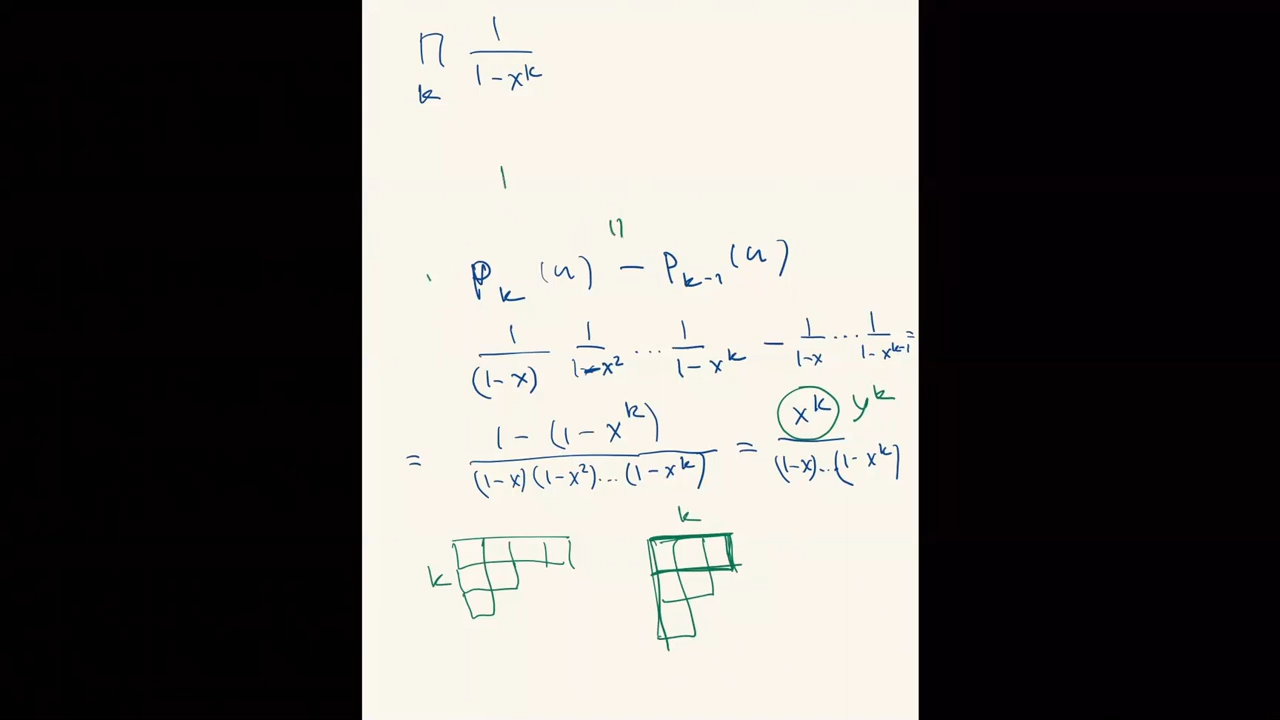 ∏_k 1/(1-x^k)
1
P_k (n) - P_{k-1} (n)
1/(1-x) 1/(1-x^2) ... 1/(1-x^k) - 1/(1-x) ... 1/(1-x^{k-1}) =
= (1 - (1-x^k))/((1-x)(1-x^2)...(1-x^k)) = x^k y^k/((1-x)...(1-x^k))
k
k